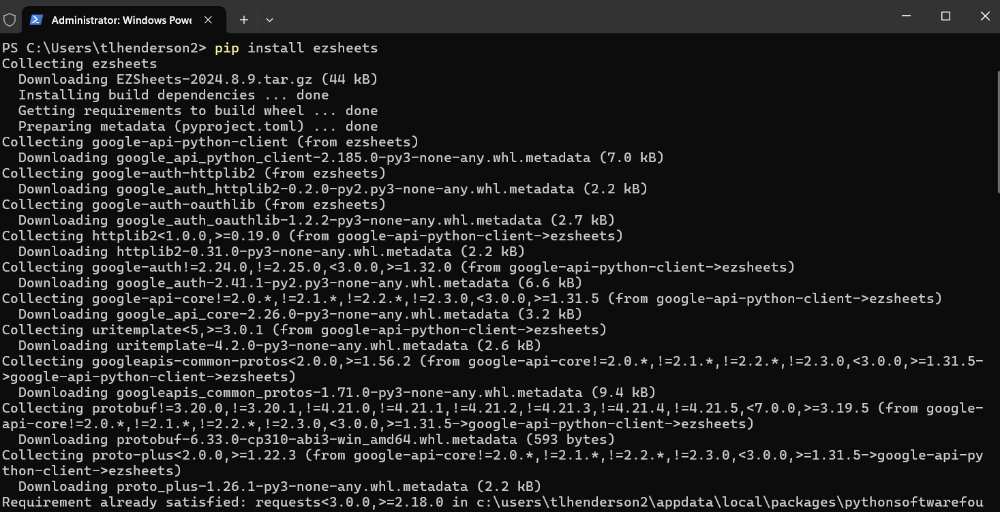 Administrator: Windows Powe
PS C:\Users\tlhenderson2> pip install ezsheets
Collecting ezsheets
  Downloading EZSheets-2024.8.9.tar.gz (44 kB)
  Installing build dependencies ... done
  Getting requirements to build wheel ... done
  Preparing metadata (pyproject.toml) ... done
Collecting google-api-python-client (from ezsheets)
  Downloading google_api_python_client-2.185.0-py3-none-any.whl.metadata (7.0 kB)
Collecting google-auth-httplib2 (from ezsheets)
  Downloading google_auth_httplib2-0.2.0-py2.py3-none-any.whl.metadata (2.2 kB)
Collecting google-auth-oauthlib (from ezsheets)
  Downloading google_auth_oauthlib-1.2.2-py3-none-any.whl.metadata (2.7 kB)
Collecting httplib2<1.0.0,>=0.19.0 (from google-api-python-client->ezsheets)
  Downloading httplib2-0.31.0-py3-none-any.whl.metadata (2.2 kB)
Collecting google-auth!=2.24.0,!=2.25.0,<3.0.0,>=1.32.0 (from google-api-python-client->ezsheets)
  Downloading google_auth-2.41.1-py2.py3-none-any.whl.metadata (6.6 kB)
Collecting google-api-core!=2.0.*,!=2.1.*,!=2.2.*,!=2.3.0,<3.0.0,>=1.31.5 (from google-api-python-client->ezsheets)
  Downloading google_api_core-2.26.0-py3-none-any.whl.metadata (3.2 kB)
Collecting uritemplate<5,>=3.0.1 (from google-api-python-client->ezsheets)
  Downloading uritemplate-4.2.0-py3-none-any.whl.metadata (2.6 kB)
Collecting googleapis-common-protos<2.0.0,>=1.56.2 (from google-api-core!=2.0.*,!=2.1.*,!=2.2.*,!=2.3.0,<3.0.0,>=1.31.5-
>google-api-python-client->ezsheets)
  Downloading googleapis_common_protos-1.71.0-py3-none-any.whl.metadata (9.4 kB)
Collecting protobuf!=3.20.0,!=3.20.1,!=4.21.0,!=4.21.1,!=4.21.2,!=4.21.3,!=4.21.4,!=4.21.5,<7.0.0,>=3.19.5 (from google-
api-core!=2.0.*,!=2.1.*,!=2.2.*,!=2.3.0,<3.0.0,>=1.31.5->google-api-python-client->ezsheets)
  Downloading protobuf-6.33.0-cp310-abi3-win_amd64.whl.metadata (593 bytes)
Collecting proto-plus<2.0.0,>=1.22.3 (from google-api-core!=2.0.*,!=2.1.*,!=2.2.*,!=2.3.0,<3.0.0,>=1.31.5->google-api-py
thon-client->ezsheets)
  Downloading proto_plus-1.26.1-py3-none-any.whl.metadata (2.2 kB)
Requirement already satisfied: requests<3.0.0,>=2.18.0 in c:\users\tlhenderson2\appdata\local\packages\pythonsoftwarefou